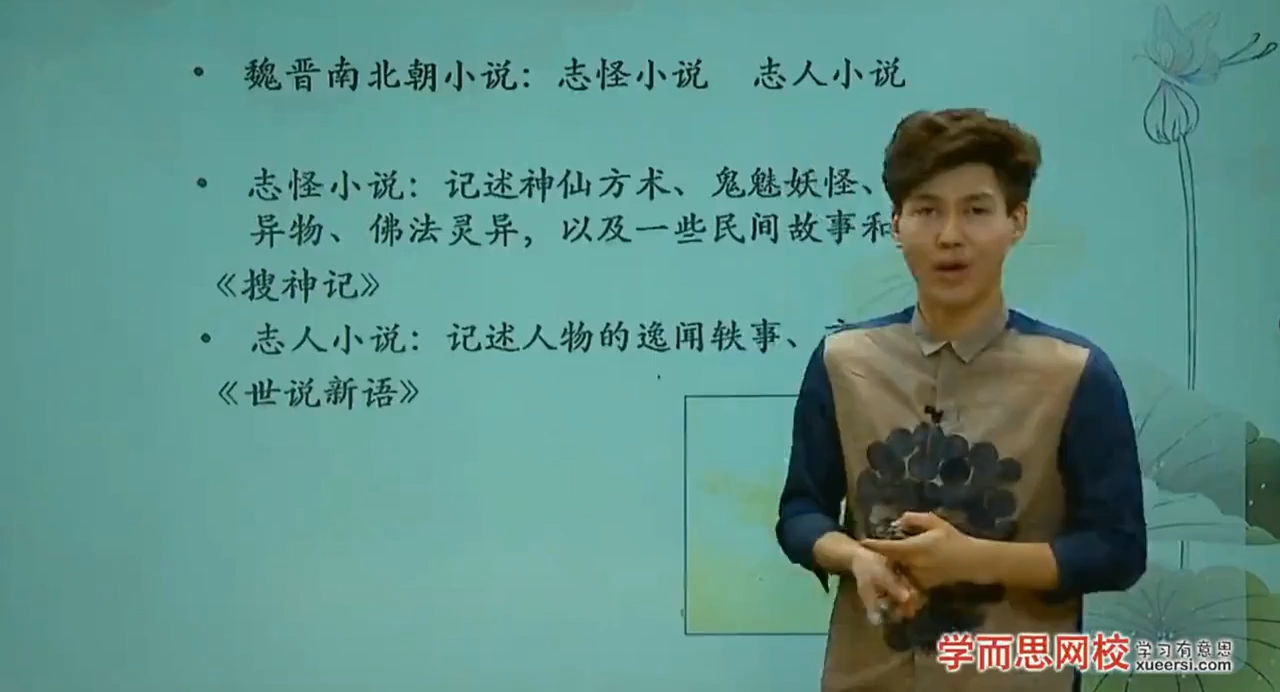 • 魏晋南北朝小说：志怪小说　志人小说
• 志怪小说：记述神仙方术、鬼魅妖怪、
异物、佛法灵异，以及一些民间故事和
《搜神记》
• 志人小说：记述人物的逸闻轶事、
《世说新语》
学而思网校 学习有意思
xueersi.com